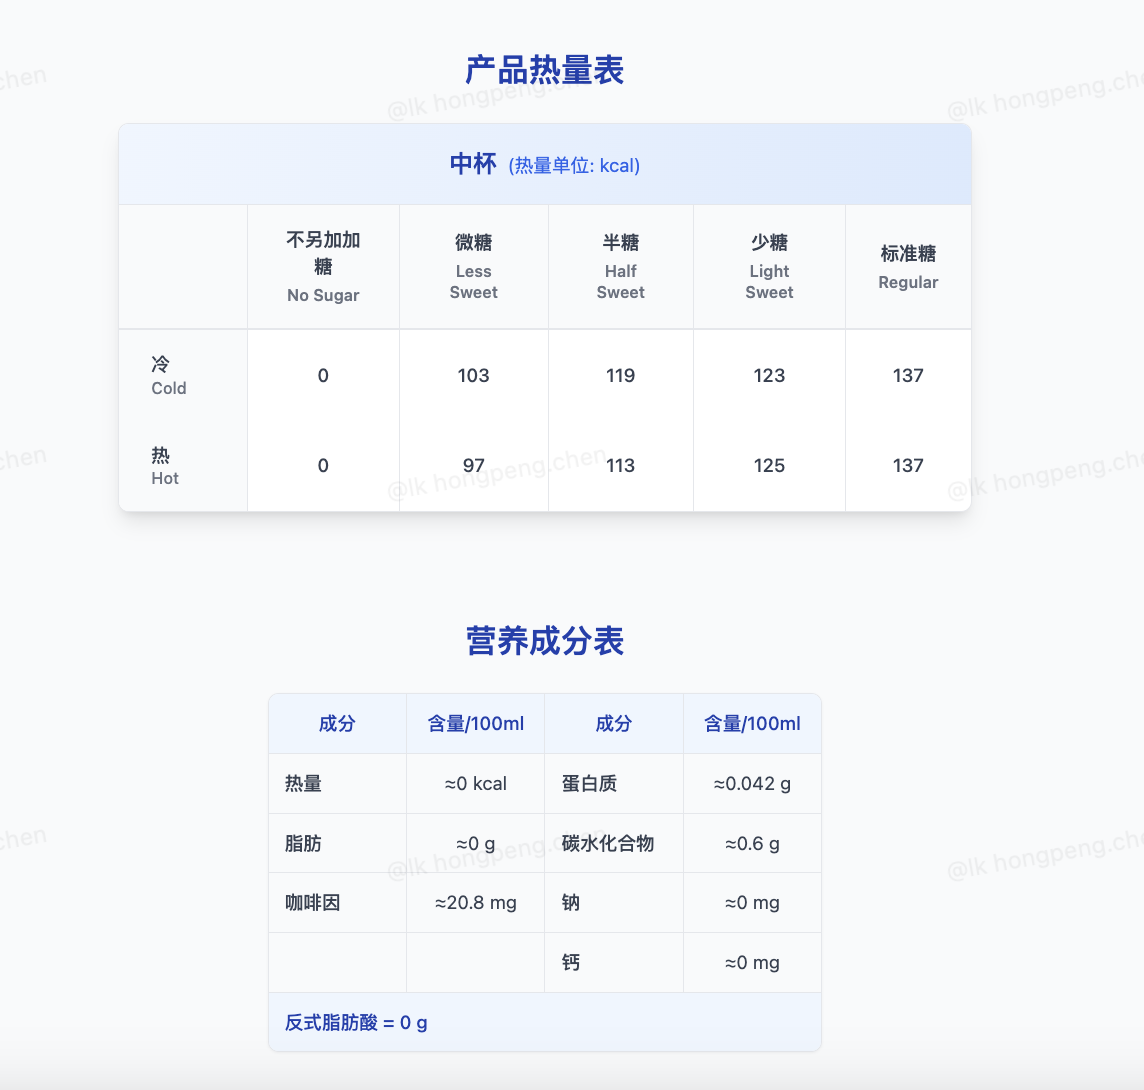 产品热量表
中杯 (热量单位: kcal)
不另加加
糖
No Sugar
微糖
Less
Sweet
半糖
Half
Sweet
少糖
Light
Sweet
标准糖
Regular
冷
Cold
0
103
119
123
137
热
Hot
0
97
113
125
137
营养成分表
成分 含量/100ml 成分 含量/100ml
热量 ≈0 kcal 蛋白质 ≈0.042 g
脂肪 ≈0 g 碳水化合物 ≈0.6 g
咖啡因 ≈20.8 mg 钠 ≈0 mg
钙 ≈0 mg
反式脂肪酸 = 0 g
chen
@lk hongpeng.chen
@lk hongpeng.che
chen
@lk hongpeng.chen
@lk hongpeng.che
chen
@lk hongpeng.chen
@lk hongpeng.che